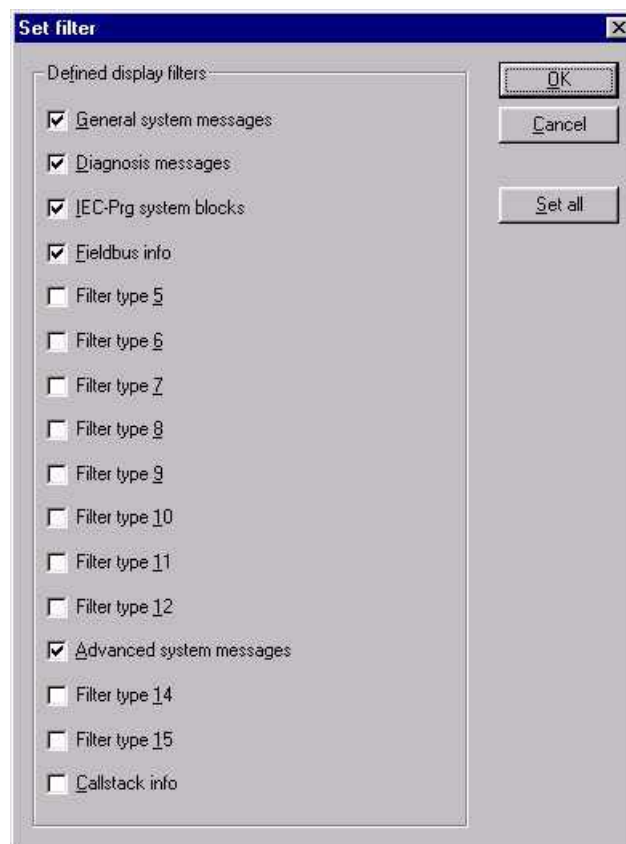 Set filter
Defined display filters
OK
General system messages
Cancel
Diagnosis messages
IEC-Prg system blocks
Set all
Fieldbus info
Filter type 5
Filter type 6
Filter type 7
Filter type 8
Filter type 9
Filter type 10
Filter type 11
Filter type 12
Advanced system messages
Filter type 14
Filter type 15
Callstack info